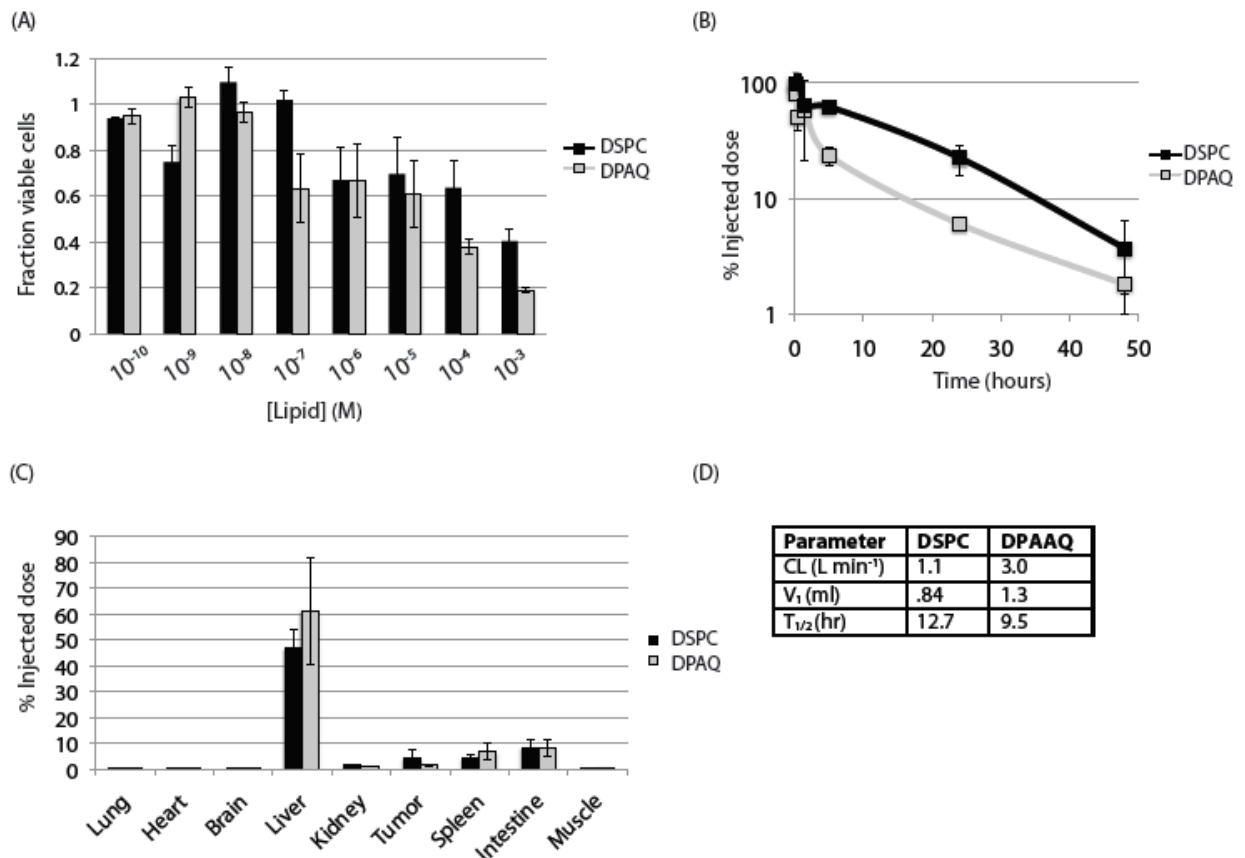 (A)
1.2
1
0.8
0.6
0.4
0.2
0
Fraction viable cells
10⁻¹⁰ 10⁻⁹ 10⁻⁸ 10⁻⁷ 10⁻⁶ 10⁻⁵ 10⁻⁴ 10⁻³
[Lipid] (M)
DSPC
DPAQ
(B)
100
10
1
% Injected dose
0 10 20 30 40 50
Time (hours)
DSPC
DPAQ
(C)
90
80
70
60
50
40
30
20
10
0
% Injected dose
Lung Heart Brain Liver Kidney Tumor Spleen Intestine Muscle
DSPC
DPAQ
(D)
Parameter DSPC DPAAQ
CL (L min⁻¹) 1.1 3.0
V₁ (ml) .84 1.3
T₁/₂ (hr) 12.7 9.5